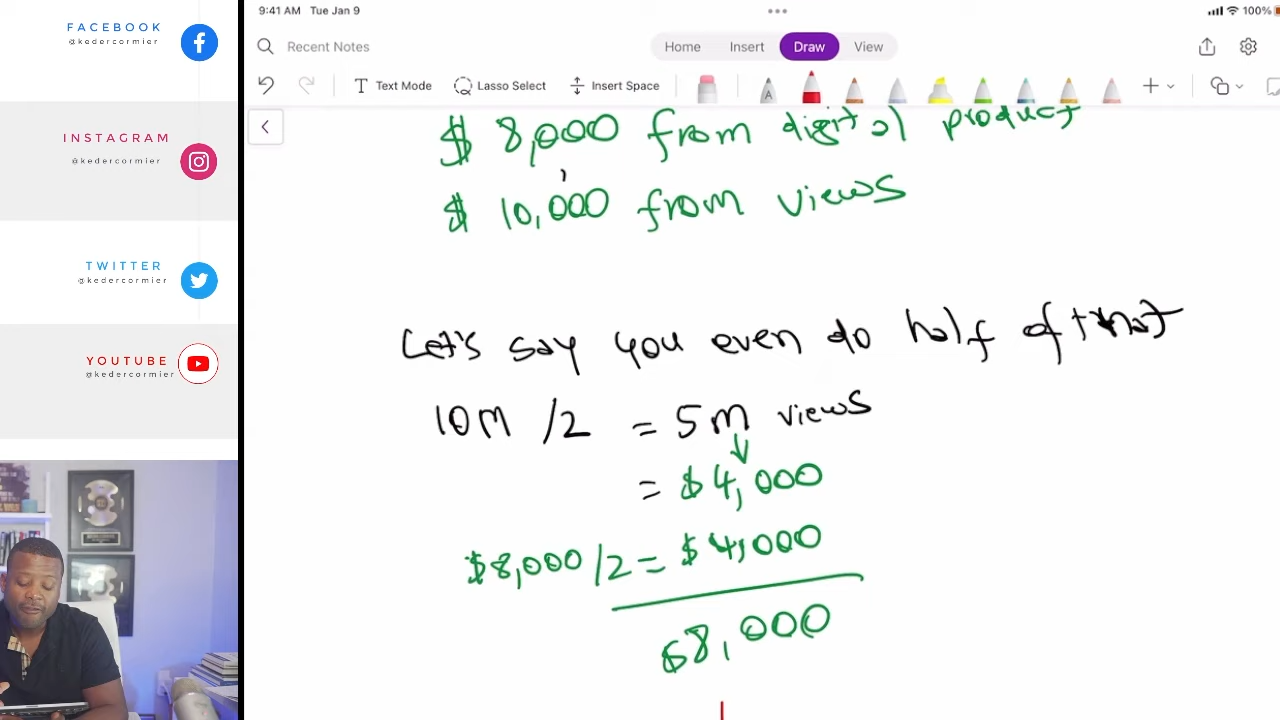 FACEBOOK
@kedercormier
INSTAGRAM
@kedercormier
TWITTER
@kedercormier
YOUTUBE
@kedercormier
9:41 AM Tue Jan 9
100%
Recent Notes
Home Insert Draw View
Text Mode Lasso Select Insert Space
$ 8,000 from digital product
$ 10,000 from views
Let's say you even do half of that
10M /2 = 5M views
= $4,000
$8,000 /2 = $4,000
$8,000